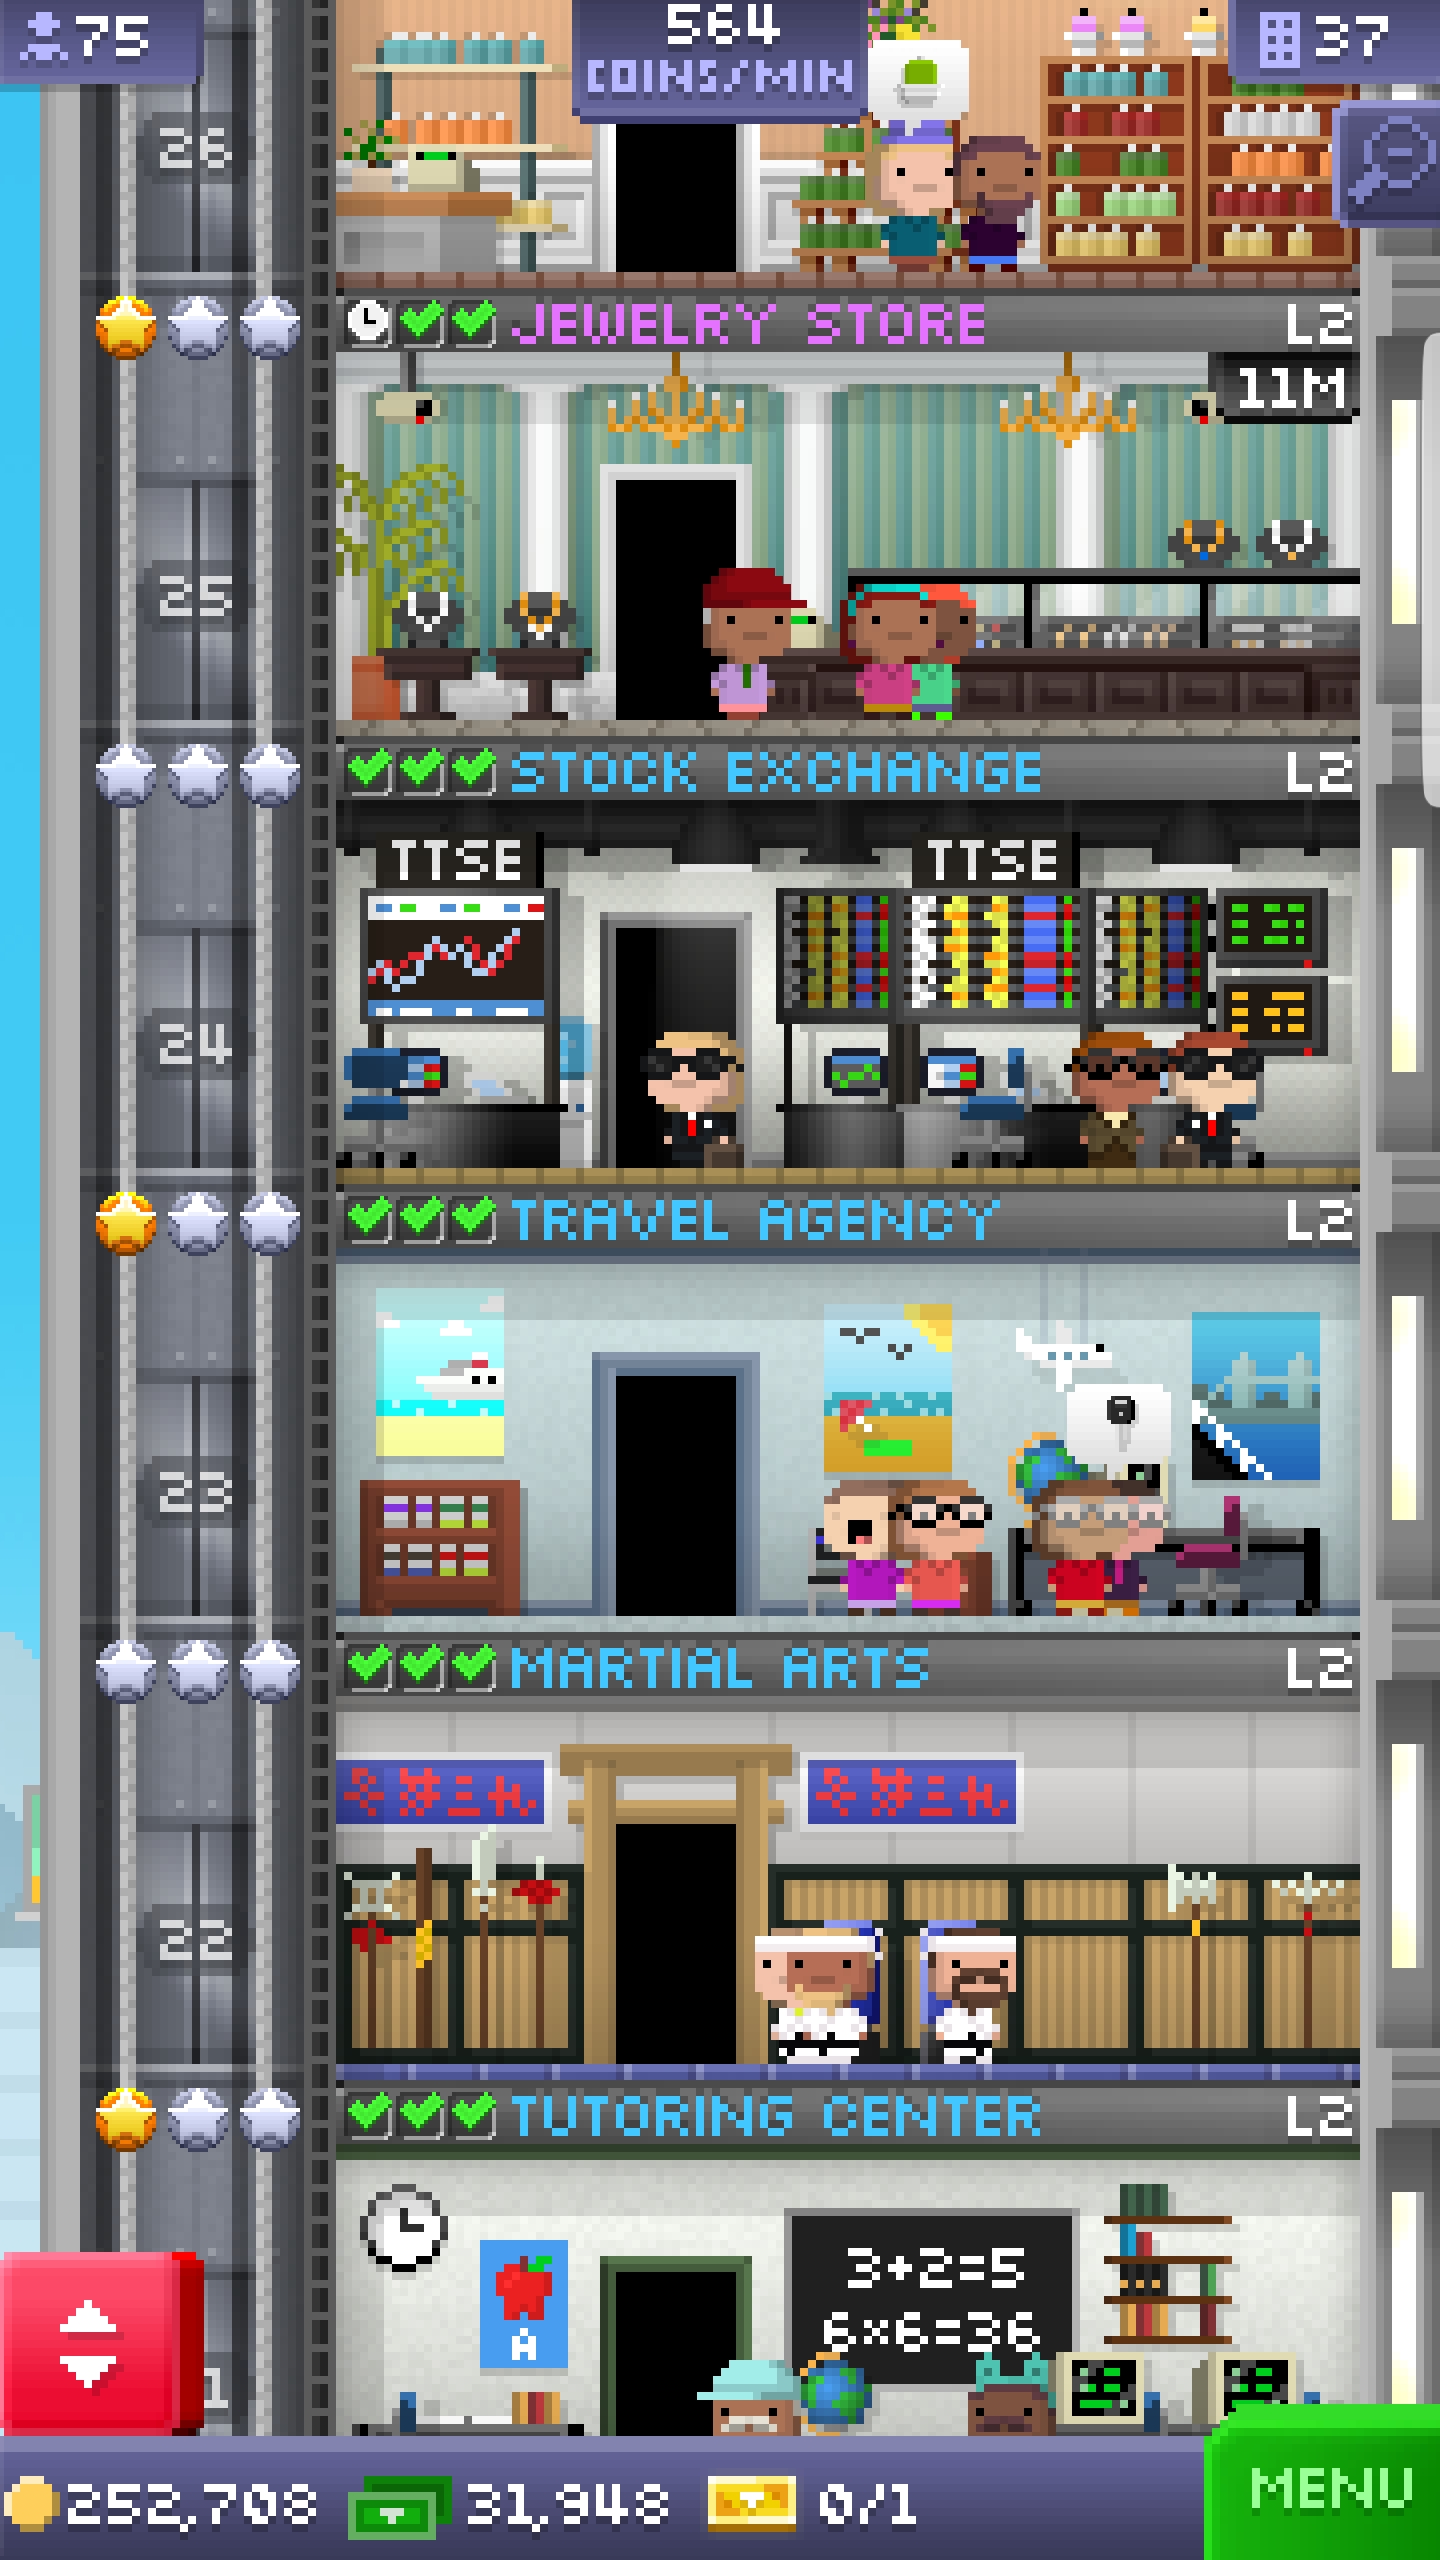 75
564
COINS/MIN
37
26
JEWELRY STORE
L2
11M
25
STOCK EXCHANGE
L2
TTSE
TTSE
24
TRAVEL AGENCY
L2
23
MARTIAL ARTS
L2
22
TUTORING CENTER
L2
3+2=5
6×6=36
A
1
252,708
31,948
0/1
MENU